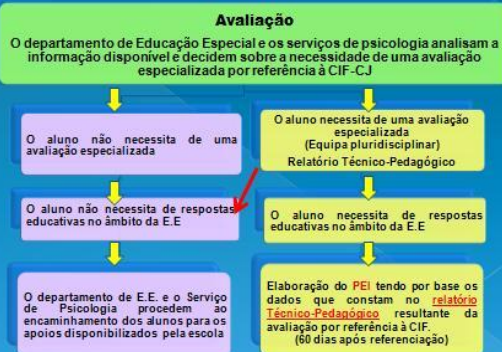 Avaliação
O departamento de Educação Especial e os serviços de psicologia analisam a
informação disponível e decidem sobre a necessidade de uma avaliação
especializada por referência à CIF-CJ
O aluno não necessita de uma
avaliação especializada
O aluno necessita de uma avaliação
especializada
(Equipa pluridisciplinar)
Relatório Técnico-Pedagógico
O aluno não necessita de respostas
educativas no âmbito da E.E
O aluno necessita de respostas
educativas no âmbito da E.E
O departamento de E.E. e o Serviço
de Psicologia procedem ao
encaminhamento dos alunos para os
apoios disponibilizados pela escola
Elaboração do PEI tendo por base os
dados que constam no relatório
Técnico-Pedagógico resultante da
avaliação por referência à CIF.
(60 dias após referenciação)